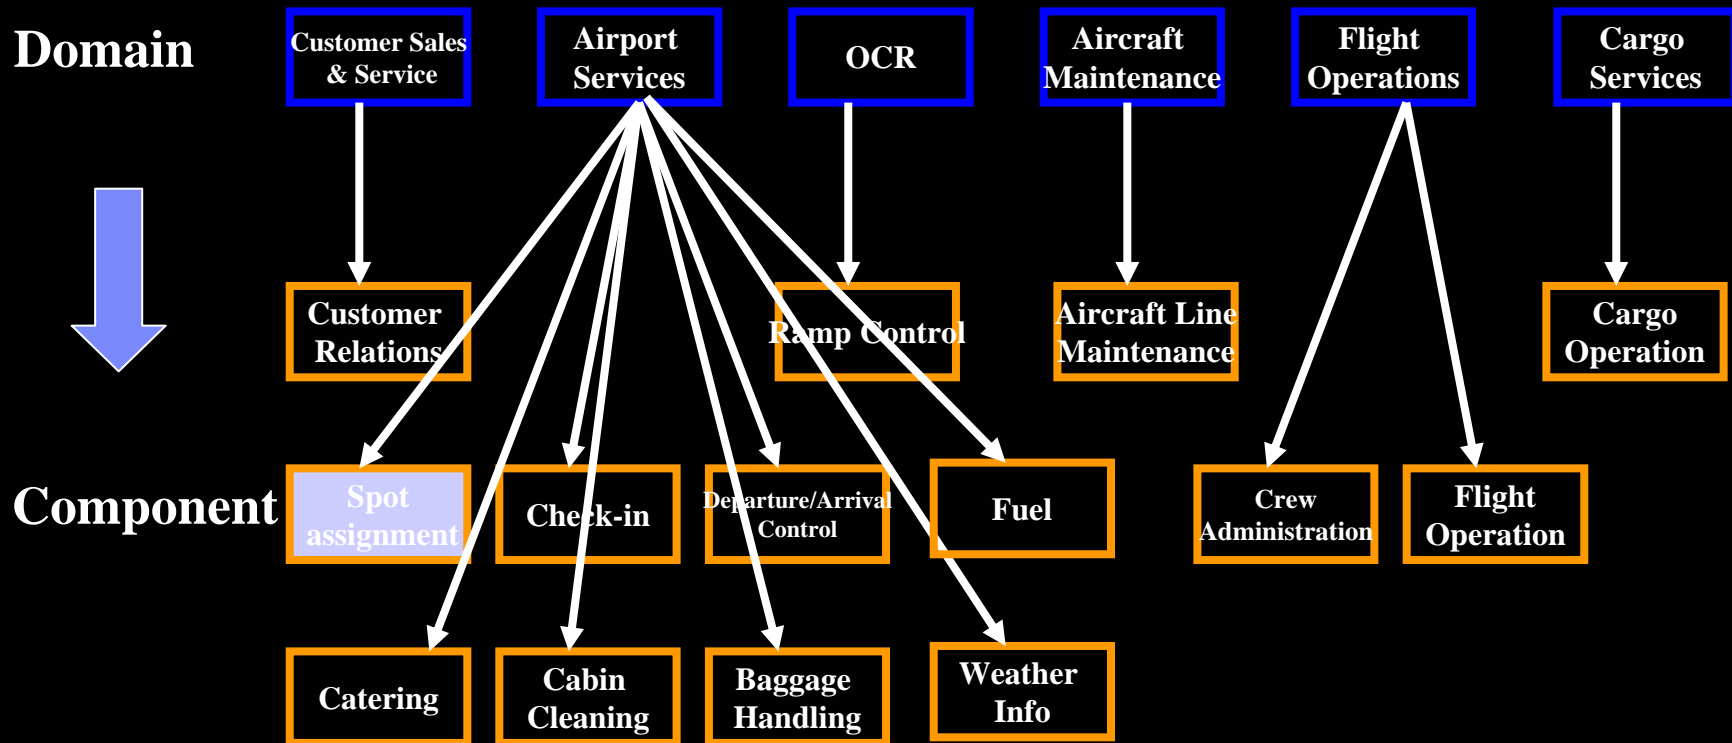 Domain
Customer Sales
& Service
Airport
Services
OCR
Aircraft
Maintenance
Flight
Operations
Cargo
Services
Customer
Relations
Ramp Control
Aircraft Line
Maintenance
Cargo
Operation
Component
Spot
assignment
Check-in
Departure/Arrival
Control
Fuel
Crew
Administration
Flight
Operation
Catering
Cabin
Cleaning
Baggage
Handling
Weather
Info